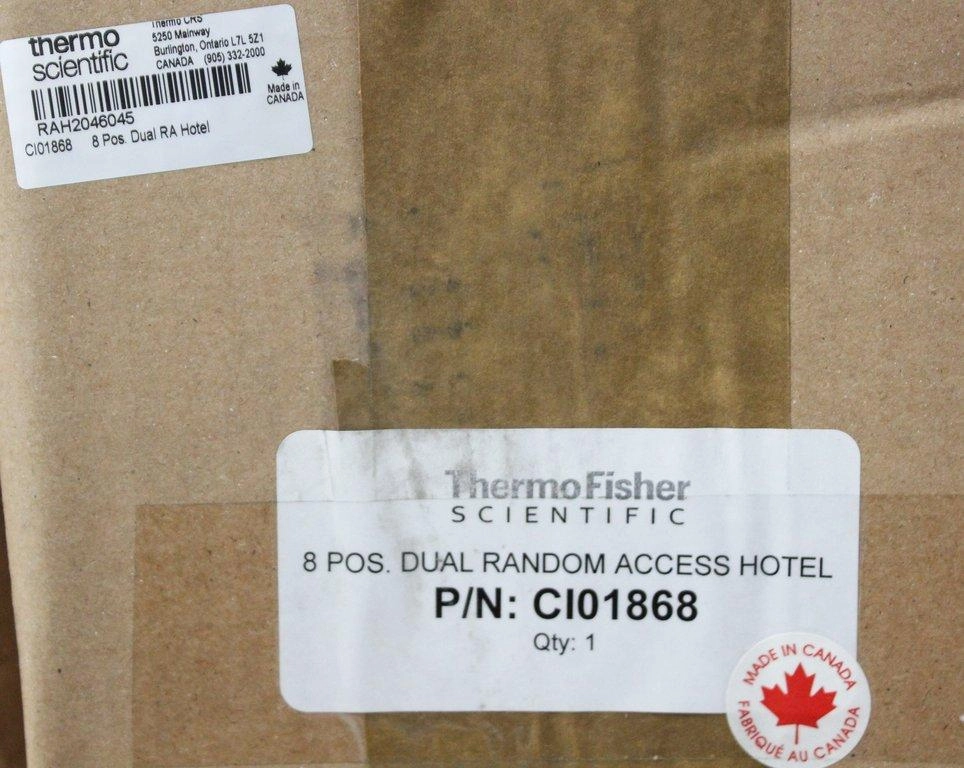 thermo
scientific
Thermo CRS
5250 Mainway
Burlington, Ontario L7L 5Z1
CANADA (905) 332-2000
Made in
CANADA
RAH2046045
CI01868 8 Pos. Dual RA Hotel
ThermoFisher
SCIENTIFIC
8 POS. DUAL RANDOM ACCESS HOTEL
P/N: CI01868
Qty: 1
MADE IN CANADA
FABRIQUÉ AU CANADA